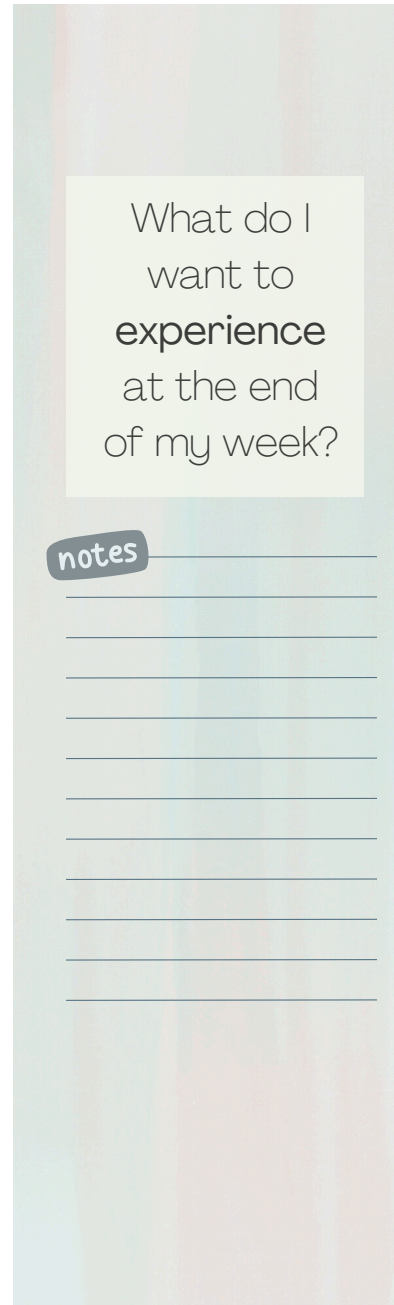 What do I
want to
experience
at the end
of my week?
notes